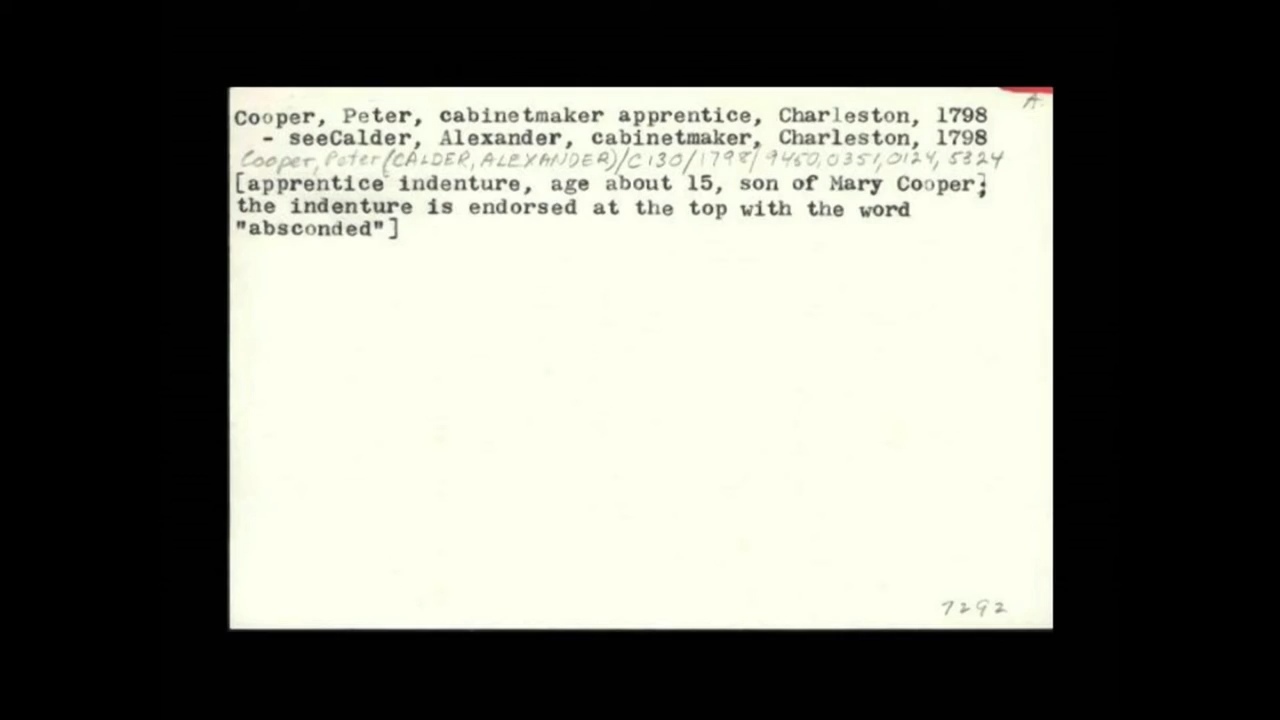 A.
Cooper, Peter, cabinetmaker apprentice, Charleston, 1798
- seeCalder, Alexander, cabinetmaker, Charleston, 1798
Cooper, Peter (CALDER, ALEXANDER)/C130/1798/9450,0351,0124,5324
[apprentice indenture, age about 15, son of Mary Cooper;
the indenture is endorsed at the top with the word
"absconded"]
7292